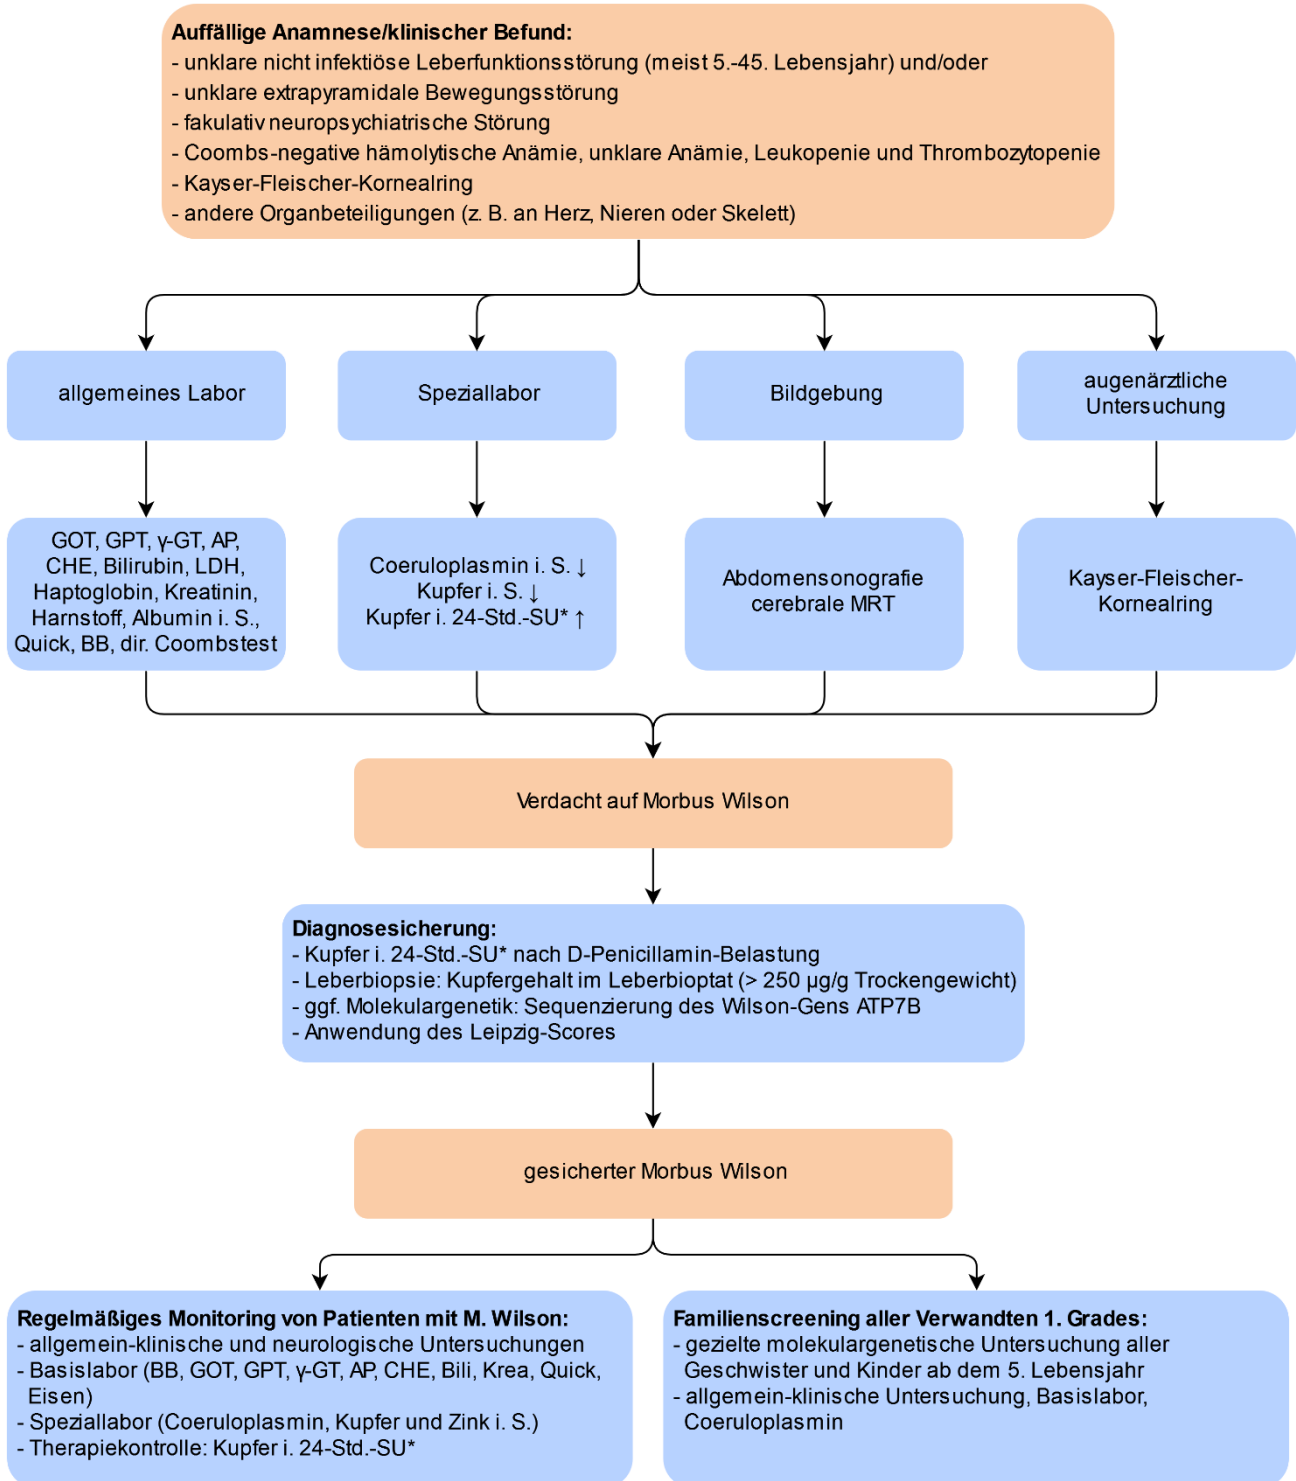 Auffällige Anamnese/klinischer Befund:
- unklare nicht infektiöse Leberfunktionsstörung (meist 5.-45. Lebensjahr) und/oder
- unklare extrapyramidale Bewegungsstörung
- fakulativ neuropsychiatrische Störung
- Coombs-negative hämolytische Anämie, unklare Anämie, Leukopenie und Thrombozytopenie
- Kayser-Fleischer-Kornealring
- andere Organbeteiligungen (z. B. an Herz, Nieren oder Skelett)
allgemeines Labor
Speziallabor
Bildgebung
augenärztliche
Untersuchung
GOT, GPT, γ-GT, AP,
CHE, Bilirubin, LDH,
Haptoglobin, Kreatinin,
Harnstoff, Albumin i. S.,
Quick, BB, dir. Coombstest
Coeruloplasmin i. S. ↓
Kupfer i. S. ↓
Kupfer i. 24-Std.-SU* ↑
Abdomensonografie
cerebrale MRT
Kayser-Fleischer-
Kornealring
Verdacht auf Morbus Wilson
Diagnosesicherung:
- Kupfer i. 24-Std.-SU* nach D-Penicillamin-Belastung
- Leberbiopsie: Kupfergehalt im Leberbioptat (> 250 µg/g Trockengewicht)
- ggf. Molekulargenetik: Sequenzierung des Wilson-Gens ATP7B
- Anwendung des Leipzig-Scores
gesicherter Morbus Wilson
Regelmäßiges Monitoring von Patienten mit M. Wilson:
- allgemein-klinische und neurologische Untersuchungen
- Basislabor (BB, GOT, GPT, γ-GT, AP, CHE, Bili, Krea, Quick,
Eisen)
- Speziallabor (Coeruloplasmin, Kupfer und Zink i. S.)
- Therapiekontrolle: Kupfer i. 24-Std.-SU*
Familienscreening aller Verwandten 1. Grades:
- gezielte molekulargenetische Untersuchung aller
Geschwister und Kinder ab dem 5. Lebensjahr
- allgemein-klinische Untersuchung, Basislabor,
Coeruloplasmin